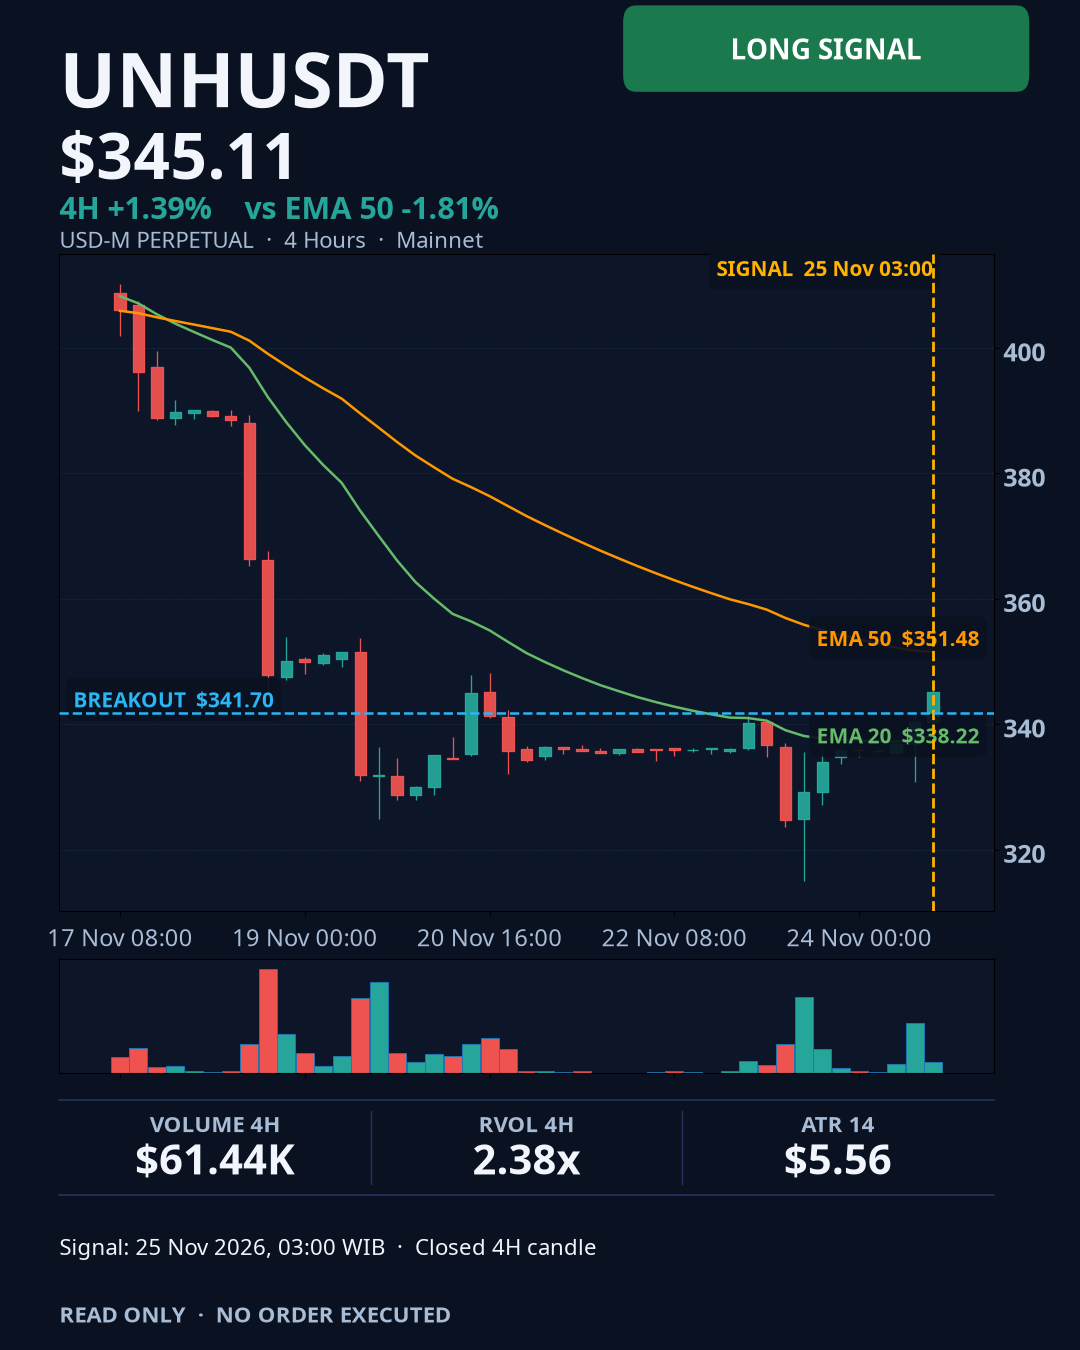 LONG SIGNAL
UNHUSDT
$345.11
4H +1.39% vs EMA 50 -1.81%
USD-M PERPETUAL · 4 Hours · Mainnet
SIGNAL 25 Nov 03:00
400
380
360
EMA 50 $351.48
BREAKOUT $341.70
340
EMA 20 $338.22
320
17 Nov 08:00 19 Nov 00:00 20 Nov 16:00 22 Nov 08:00 24 Nov 00:00
VOLUME 4H RVOL 4H ATR 14
$61.44K 2.38x $5.56
Signal: 25 Nov 2026, 03:00 WIB · Closed 4H candle
READ ONLY · NO ORDER EXECUTED